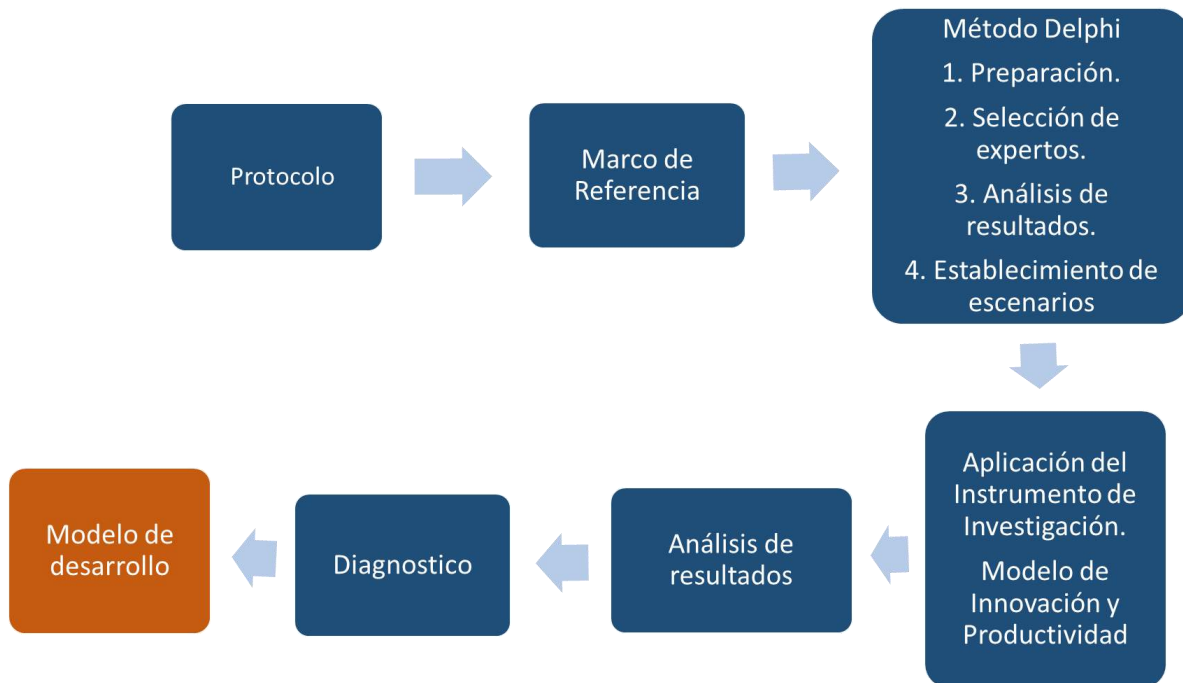 Protocolo
Marco de
Referencia
Método Delphi
1. Preparación.
2. Selección de
expertos.
3. Análisis de
resultados.
4. Establecimiento de
escenarios
Aplicación del
Instrumento de
Investigación.
Modelo de
Innovación y
Productividad
Análisis de
resultados
Diagnostico
Modelo de
desarrollo